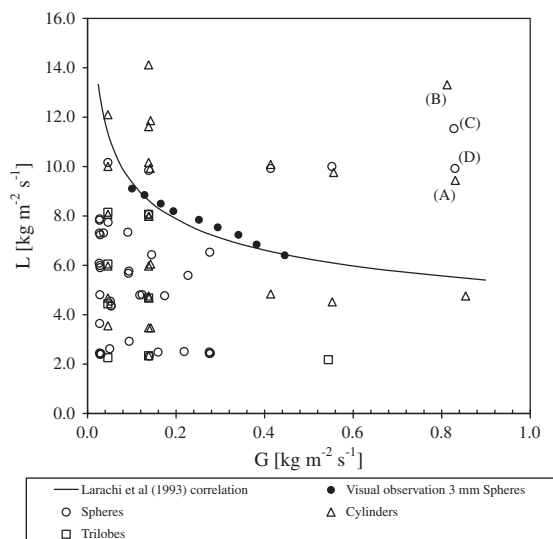 16.0
14.0
12.0
10.0
8.0
6.0
4.0
2.0
0.0
L [kg m-2 s-1]
(B)
(C)
(D)
(A)
0.0 0.2 0.4 0.6 0.8 1.0
G [kg m-2 s-1]
Larachi et al (1993) correlation
Visual observation 3 mm Spheres
Spheres
Cylinders
Trilobes